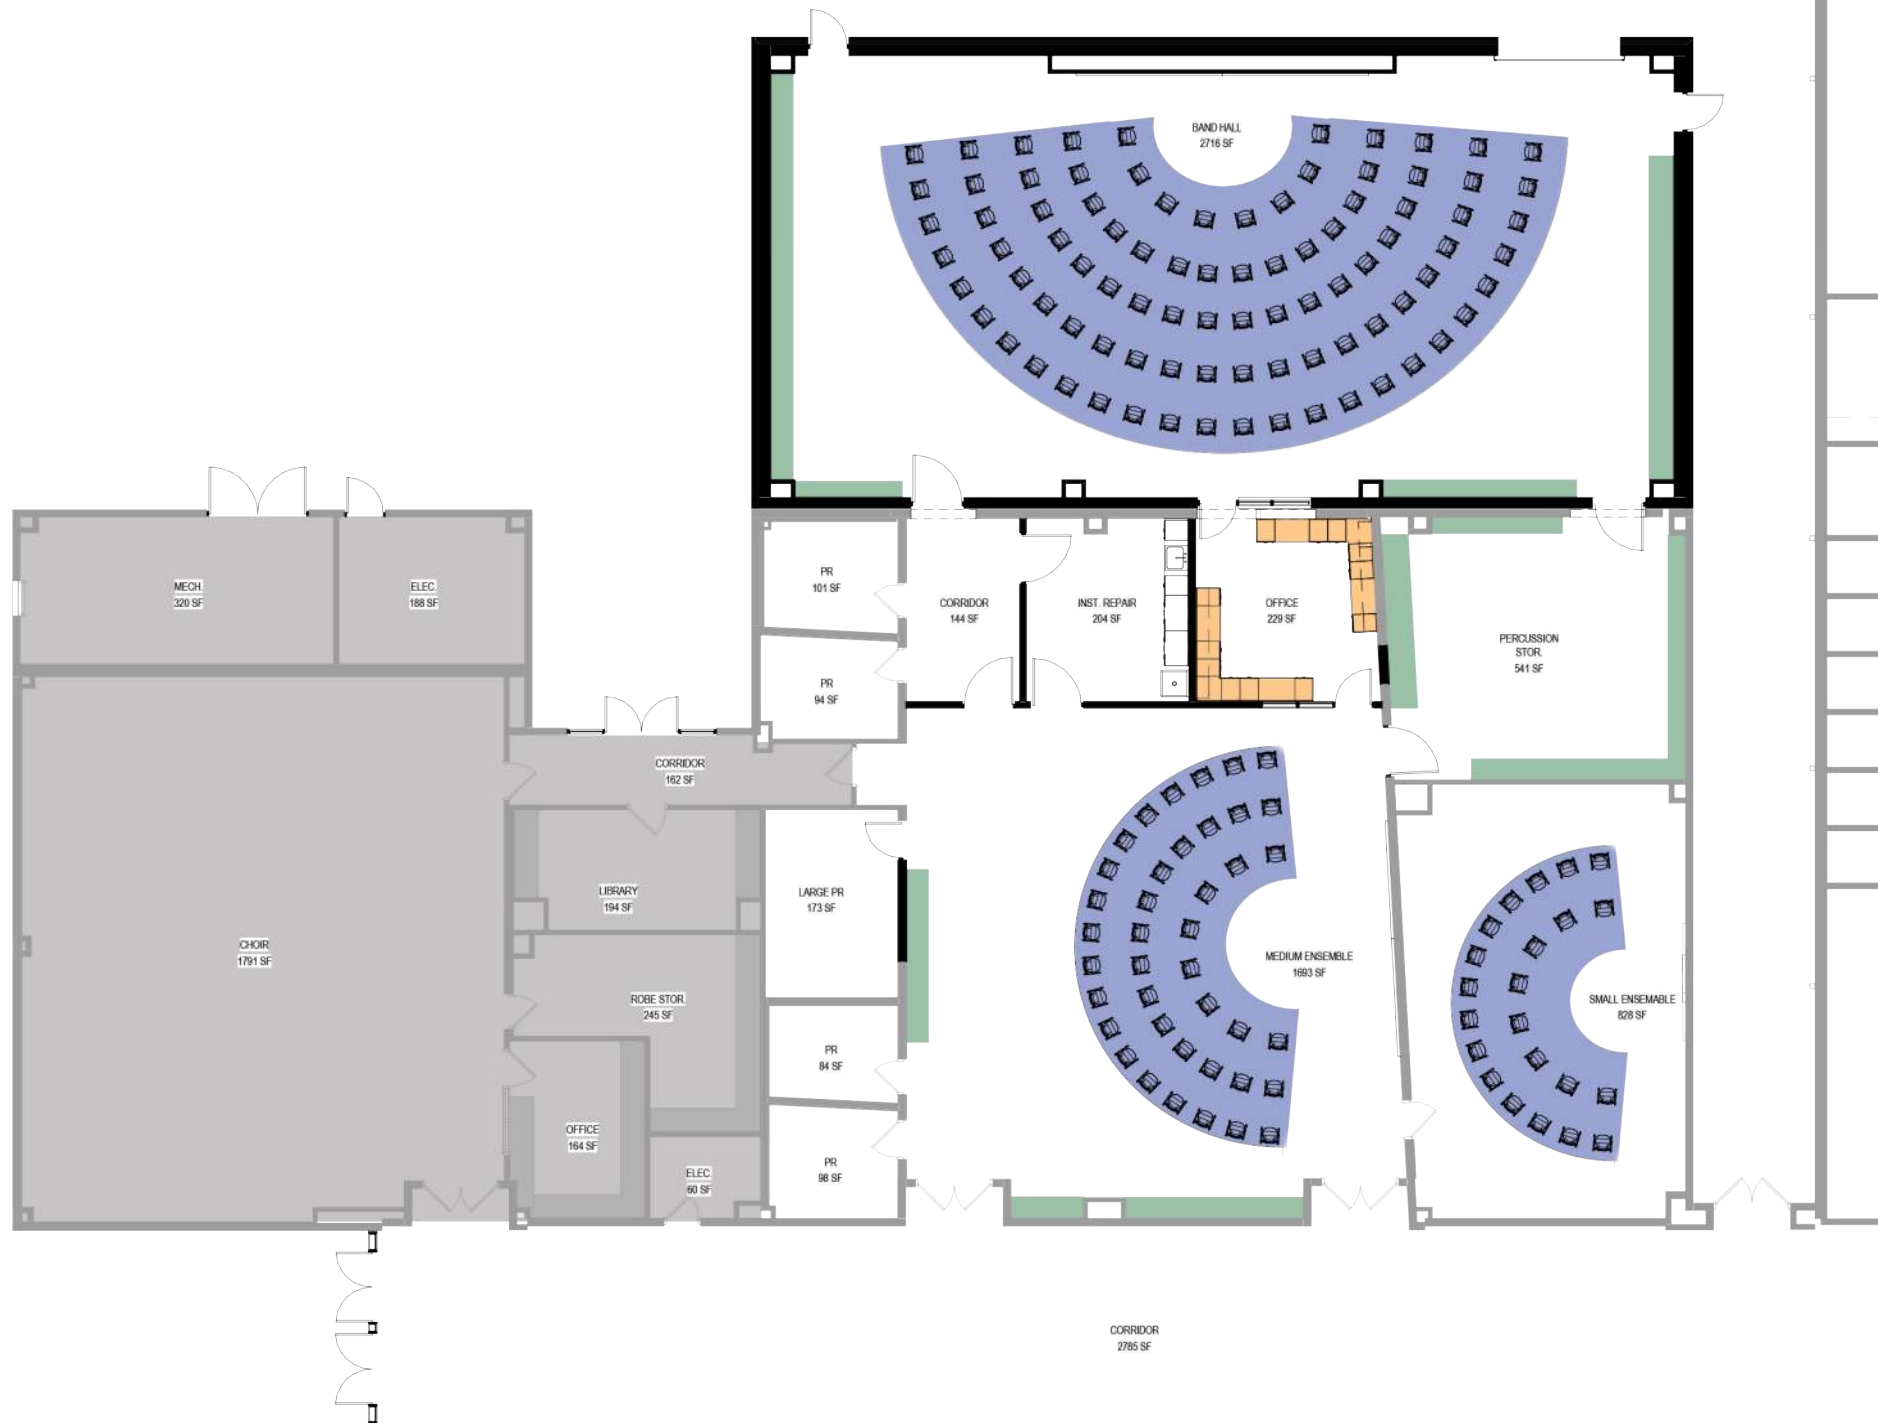 BAND HALL
2716 SF
MECH.
320 SF
ELEC.
188 SF
PR
101 SF
CORRIDOR
144 SF
INST. REPAIR
204 SF
OFFICE
229 SF
PERCUSSION
STOR.
541 SF
PR
94 SF
CORRIDOR
162 SF
LIBRARY
194 SF
LARGE PR
173 SF
CHOIR
1791 SF
MEDIUM ENSEMBLE
1693 SF
ROBE STOR.
245 SF
SMALL ENSEMABLE
828 SF
PR
84 SF
OFFICE
164 SF
ELEC.
60 SF
PR
98 SF
CORRIDOR
2785 SF